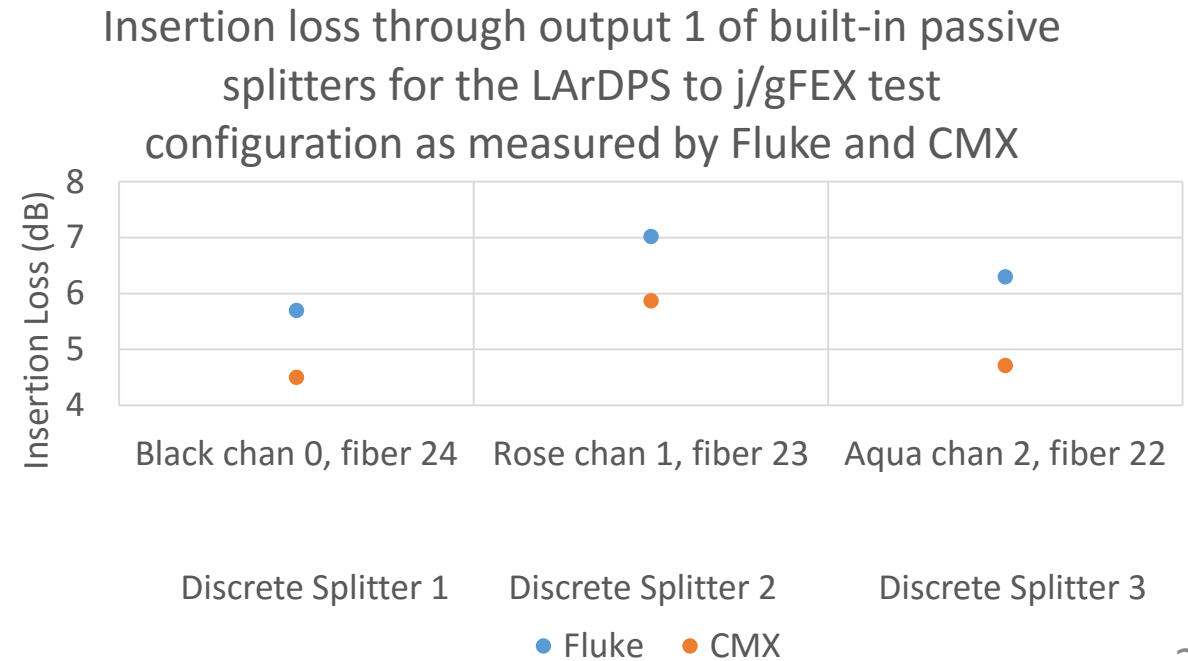 Insertion loss through output 1 of built-in passive
splitters for the LArDPS to j/gFEX test
configuration as measured by Fluke and CMX
Insertion Loss (dB)
8
7
6
5
4
Black chan 0, fiber 24 Rose chan 1, fiber 23 Aqua chan 2, fiber 22
Discrete Splitter 1 Discrete Splitter 2 Discrete Splitter 3
Fluke CMX